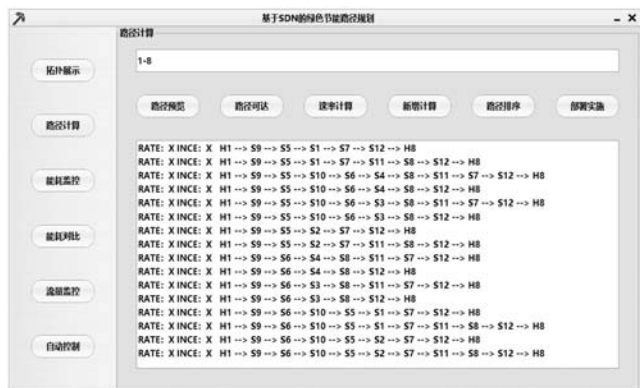 基于SDN的绿色节能路径规划
路径计算
1-8
拓扑展示
路径计算
能耗监控
能耗对比
流量监控
自动控制
路径预览
路径可达
速率计算
新增计算
路径排序
部署实施
RATE: X INCE: X H1 --> S9 --> S5 --> S1 --> S7 --> S12 --> H8
RATE: X INCE: X H1 --> S9 --> S5 --> S1 --> S7 --> S11 --> S8 --> S12 --> H8
RATE: X INCE: X H1 --> S9 --> S5 --> S10 --> S6 --> S4 --> S8 --> S11 --> S7 --> S12 --> H8
RATE: X INCE: X H1 --> S9 --> S5 --> S10 --> S6 --> S4 --> S8 --> S12 --> H8
RATE: X INCE: X H1 --> S9 --> S5 --> S10 --> S6 --> S3 --> S8 --> S11 --> S7 --> S12 --> H8
RATE: X INCE: X H1 --> S9 --> S5 --> S10 --> S6 --> S3 --> S8 --> S12 --> H8
RATE: X INCE: X H1 --> S9 --> S5 --> S2 --> S7 --> S12 --> H8
RATE: X INCE: X H1 --> S9 --> S5 --> S2 --> S7 --> S11 --> S8 --> S12 --> H8
RATE: X INCE: X H1 --> S9 --> S6 --> S4 --> S8 --> S11 --> S7 --> S12 --> H8
RATE: X INCE: X H1 --> S9 --> S6 --> S4 --> S8 --> S12 --> H8
RATE: X INCE: X H1 --> S9 --> S6 --> S3 --> S8 --> S11 --> S7 --> S12 --> H8
RATE: X INCE: X H1 --> S9 --> S6 --> S3 --> S8 --> S12 --> H8
RATE: X INCE: X H1 --> S9 --> S6 --> S10 --> S5 --> S1 --> S7 --> S12 --> H8
RATE: X INCE: X H1 --> S9 --> S6 --> S10 --> S5 --> S1 --> S7 --> S11 --> S8 --> S12 --> H8
RATE: X INCE: X H1 --> S9 --> S6 --> S10 --> S5 --> S2 --> S7 --> S12 --> H8
RATE: X INCE: X H1 --> S9 --> S6 --> S10 --> S5 --> S2 --> S7 --> S11 --> S8 --> S12 --> H8